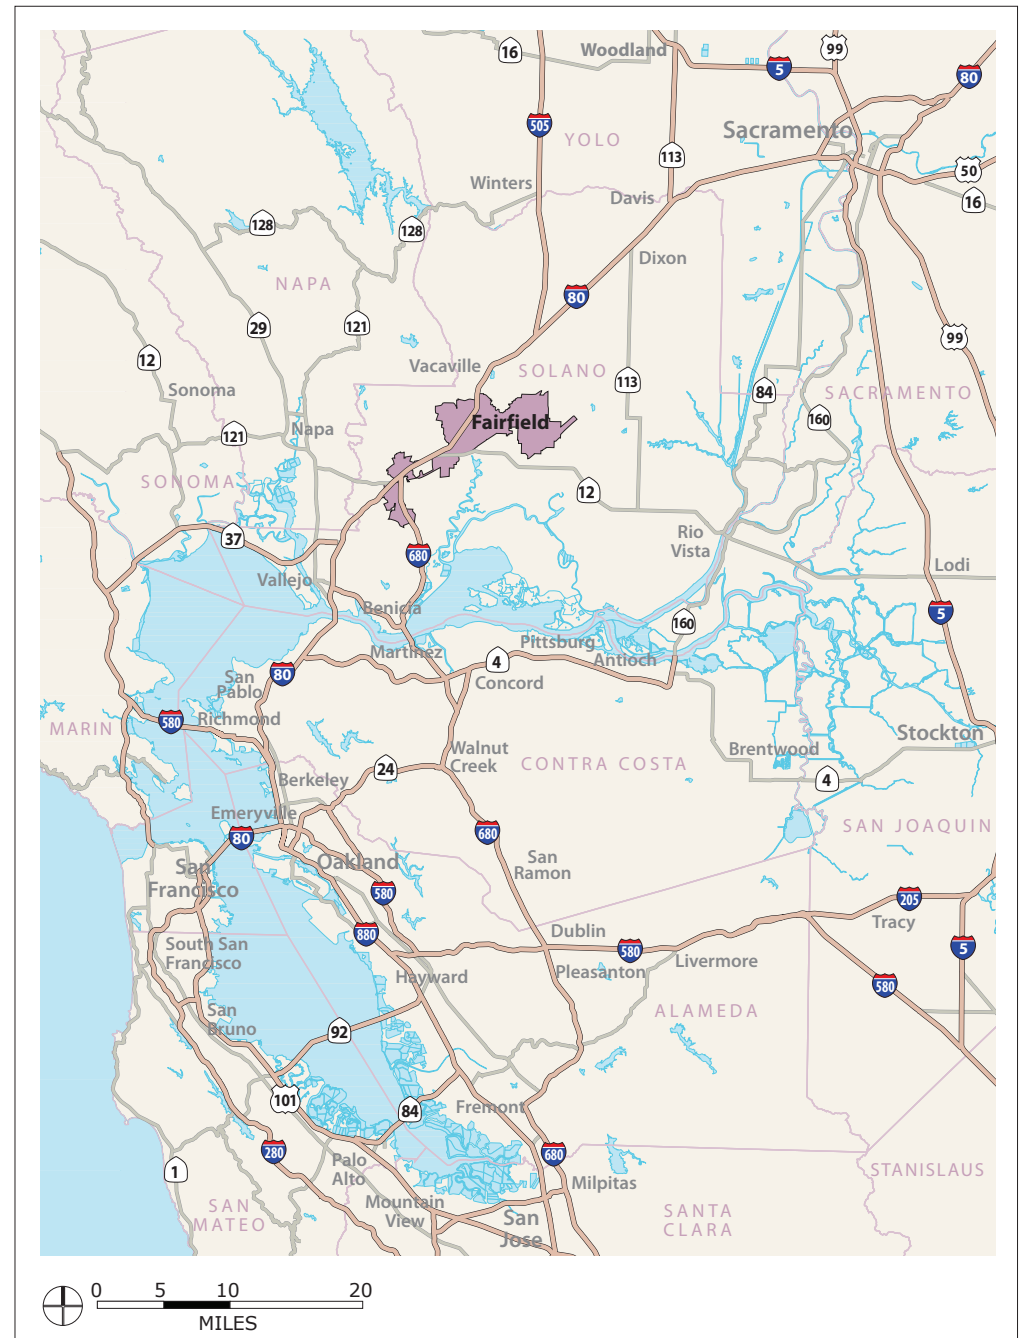 16
Woodland
99
5
80
505
YOLO
Sacramento
113
50
Winters
Davis
16
128
128
Dixon
NAPA
80
29
121
99
12
Vacaville
SOLANO
113
Sonoma
84
SACRAMENTO
Fairfield
160
121
Napa
SONOMA
12
37
Rio
Vista
680
Lodi
Vallejo
Benicia
5
160
Pittsburg
Martinez
Antioch
4
80
San
Pablo
Concord
580
Richmond
MARIN
Stockton
Walnut
Creek
Brentwood
CONTRA COSTA
24
Berkeley
4
Emeryville
SAN JOAQUIN
680
80
San
Francisco
Oakland
San
Ramon
580
205
Tracy
880
Dublin
South San
Francisco
580
5
Livermore
Pleasanton
Hayward
580
San
Bruno
ALAMEDA
92
101
84
Fremont
280
680
Palo
Alto
1
STANISLAUS
Milpitas
SAN
MATEO
Mountain
View
San
Jose
SANTA
CLARA
0 5 10 20
MILES